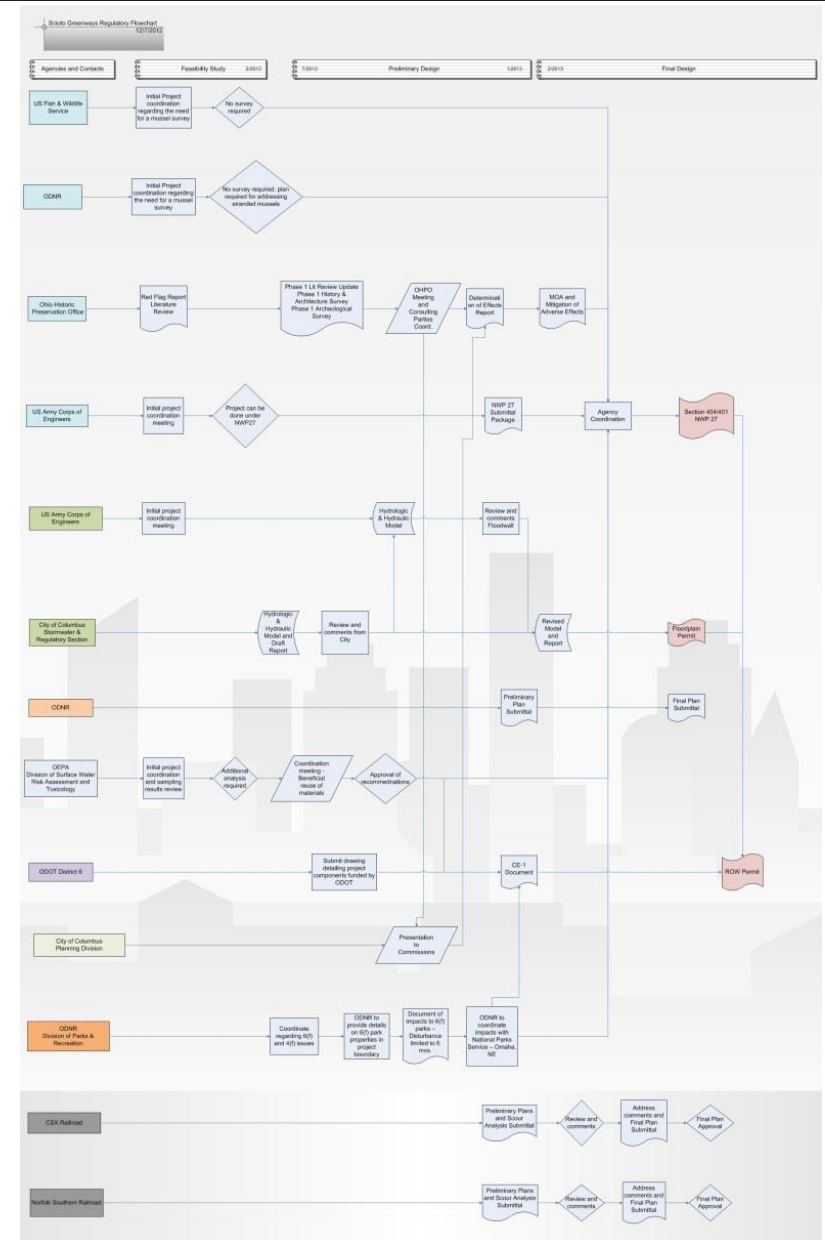 Scioto Greenways Regulatory Flowchart
12/7/2012
Agencies and Contacts
Feasibility Study 2/2012
7/2012 Preliminary Design 1/2013
2/2013 Final Design
US Fish & Wildlife
Service
Initial Project
coordination
regarding the need
for a mussel survey
No survey
required
ODNR
Initial Project
coordination regarding
the need for a mussel
survey
No survey required, plan
required for addressing
stranded mussels
Ohio Historic
Preservation Office
Red Flag Report
Literature
Review
Phase 1 Lit Review Update
Phase 1 History &
Architecture Survey
Phase 1 Archeological
Survey
OHPO
Meeting
and
Consulting
Parties
Coord.
Determinati
on of Effects
Report
MOA and
Mitigation of
Adverse Effects
US Army Corps of
Engineers
Initial project
coordination
meeting
Project can be
done under
NWP27
NWP 27
Submittal
Package
Agency
Coordination
Section 404/401
NWP 27
US Army Corps of
Engineers
Initial project
coordination
meeting
Hydrologic
& Hydraulic
Model
Review and
comments
Floodwall
City of Columbus
Stormwater &
Regulatory Section
Hydrologic
&
Hydraulic
Model and
Draft
Report
Review and
comments from
City
Revised
Model
and
Report
Floodplain
Permit
ODNR
Preliminary
Plan
Submittal
Final Plan
Submittal
OEPA
Division of Surface Water
Risk Assessment and
Toxicology
Initial project
coordination
and sampling
results review
Additional
analysis
required
Coordination
meeting -
Beneficial
reuse of
materials
Approval of
recommednations
ODOT District 6
Submit drawing
detailing project
components funded by
ODOT
CE-1
Document
ROW Permit
City of Columbus
Planning Division
Presentation
to
Commissions
ODNR
Division of Parks &
Recreation
Coordinate
regarding 6(f)
and 4(f) issues
ODNR to
provide details
on 6(f) park
properties in
project
boundary
Document of
impacts to 6(f)
parks –
Disturbance
limited to 6
mos.
ODNR to
coordinate
impacts with
National Parks
Service – Omaha,
NE
CSX Railroad
Preliminary Plans
and Scour
Analysis Submittal
Review and
comments
Address
comments and
Final Plan
Submittal
Final Plan
Approval
Norfolk Southern Railroad
Preliminary Plans
and Scour Analysis
Submittal
Review and
comments
Address
comments and
Final Plan
Submittal
Final Plan
Approval